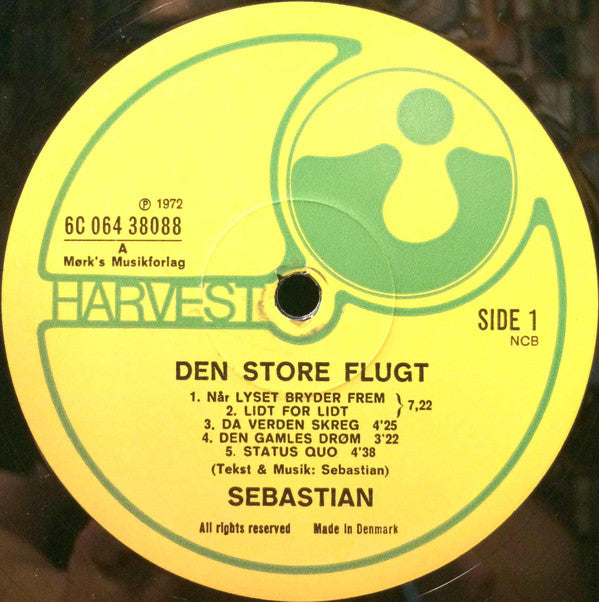 ℗ 1972
6C 064 38088
A
Mørk's Musikforlag
HARVEST
SIDE 1
NCB
DEN STORE FLUGT
1. Når LYSET BRYDER FREM
2. LIDT FOR LIDT } 7,22
3. DA VERDEN SKREG 4'25
4. DEN GAMLES DRØM 3'22
5. STATUS QUO 4'38
(Tekst & Musik: Sebastian)
SEBASTIAN
All rights reserved Made in Denmark